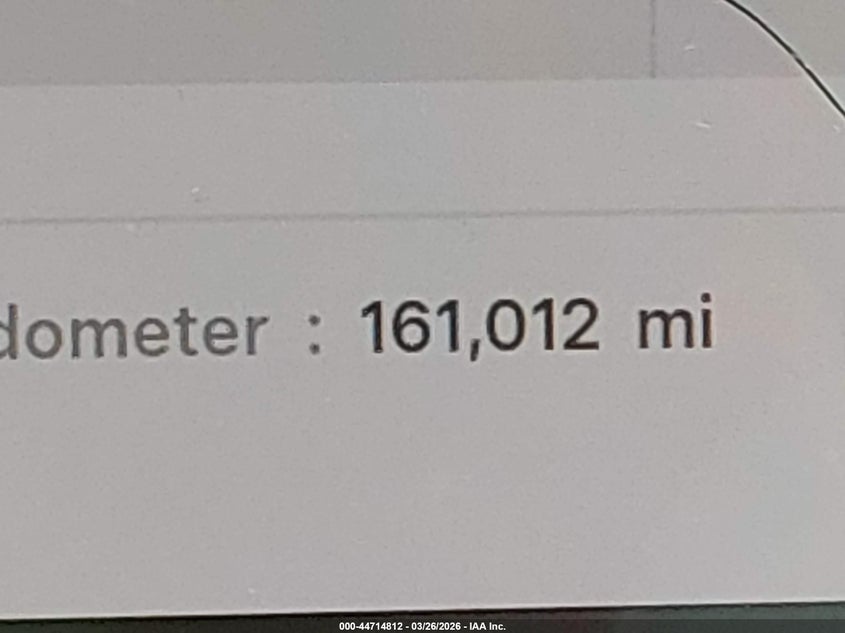 dometer : 161,012 mi
000-44714812 - 03/26/2026 - IAA Inc.